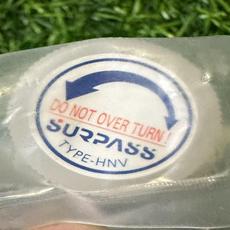 DO NOT OVER TURN!
SURPASS
TYPE-HNV